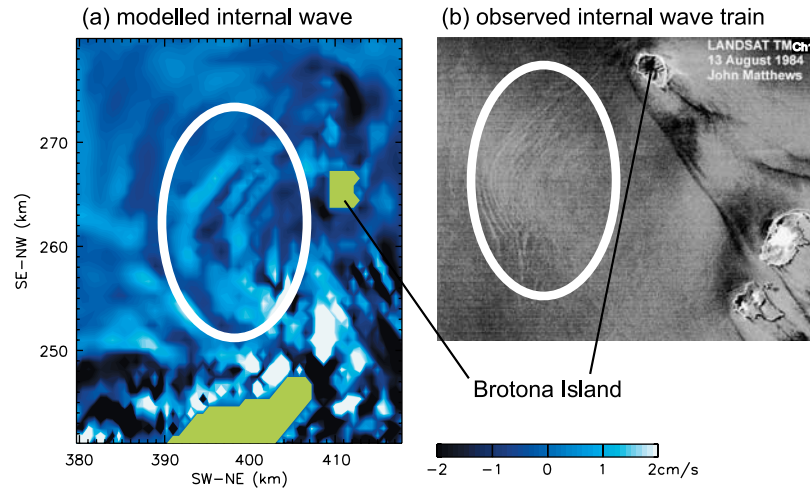 (a) modelled internal wave
(b) observed internal wave train
LANDSAT TM Ch1
13 August 1984
John Matthews
270
260
250
SE-NW (km)
380
390
400
410
SW-NE (km)
Brotona Island
-2
-1
0
1
2cm/s